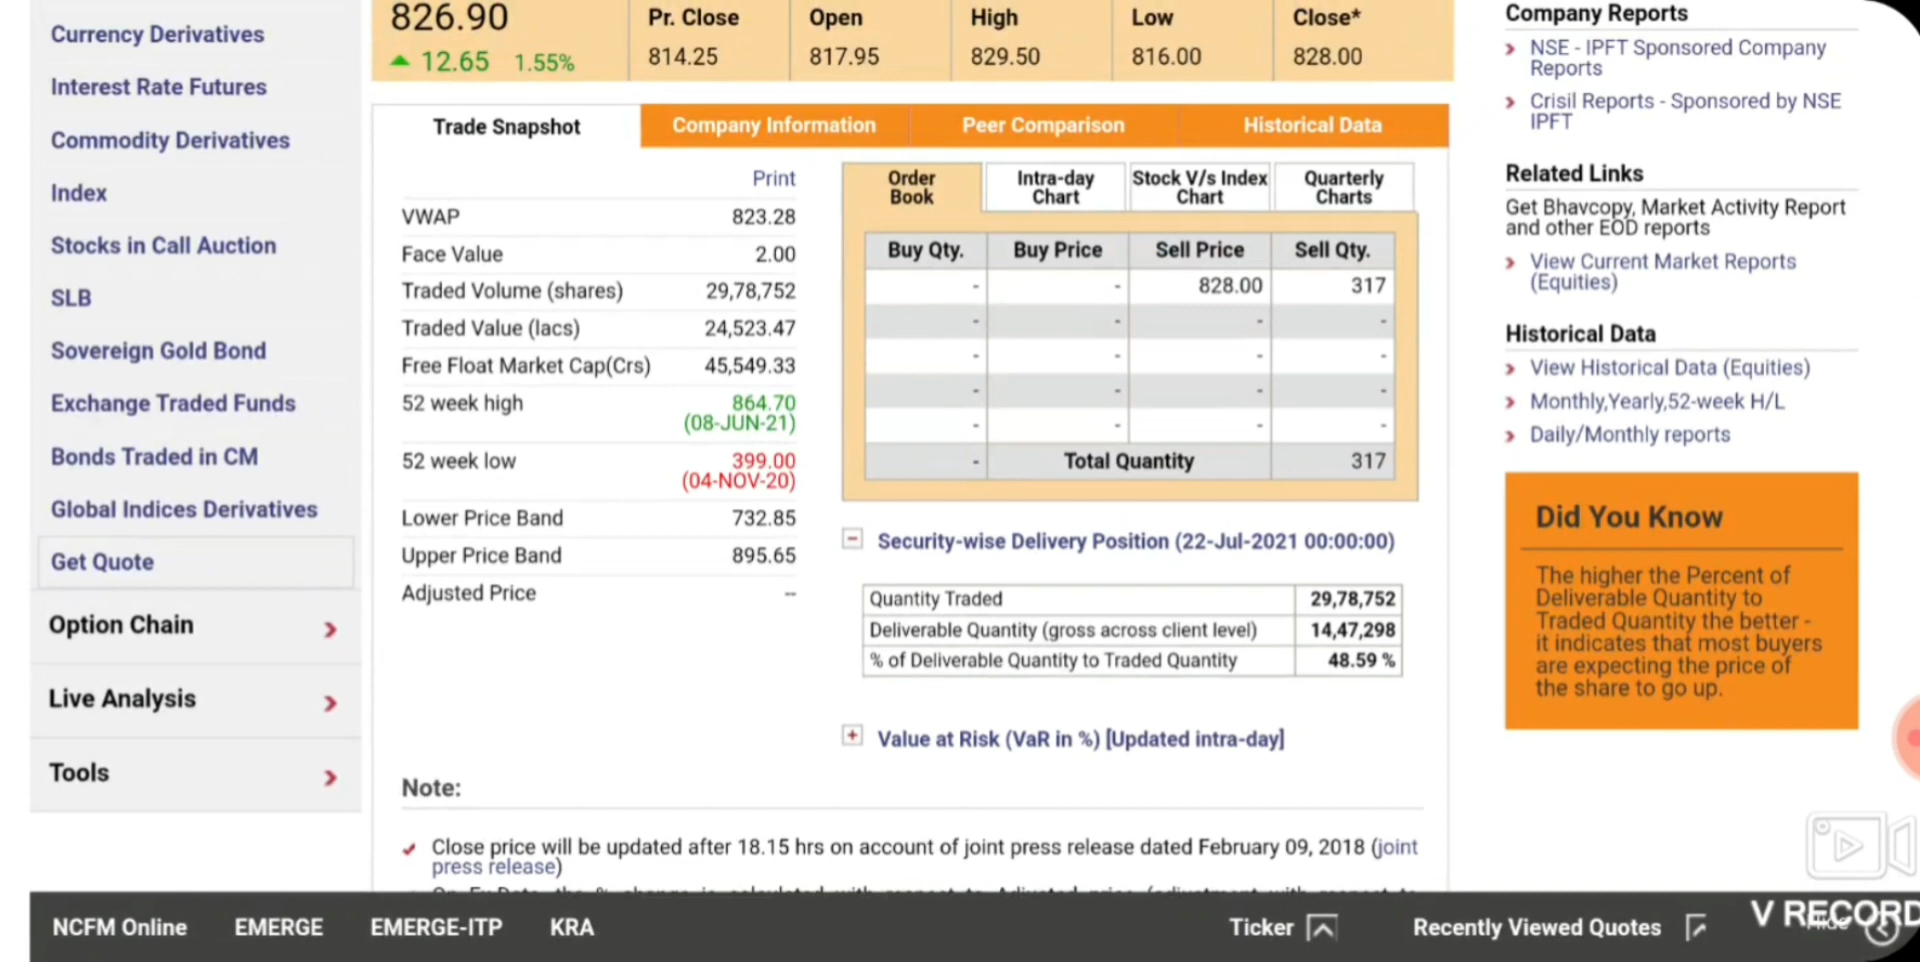 Currency Derivatives
Interest Rate Futures
Commodity Derivatives
Index
Stocks in Call Auction
SLB
Sovereign Gold Bond
Exchange Traded Funds
Bonds Traded in CM
Global Indices Derivatives
Get Quote
Option Chain
Live Analysis
Tools
826.90
12.65 1.55%
Pr. Close Open High Low Close*
814.25 817.95 829.50 816.00 828.00
Trade Snapshot Company Information Peer Comparison Historical Data
Print
VWAP 823.28
Face Value 2.00
Traded Volume (shares) 29,78,752
Traded Value (lacs) 24,523.47
Free Float Market Cap(Crs) 45,549.33
52 week high 864.70
(08-JUN-21)
52 week low 399.00
(04-NOV-20)
Lower Price Band 732.85
Upper Price Band 895.65
Adjusted Price --
Order
Book
Intra-day
Chart
Stock V/s Index
Chart
Quarterly
Charts
Buy Qty. Buy Price Sell Price Sell Qty.
- - 828.00 317
- - - -
- - - -
- - - -
- - - -
- Total Quantity 317
Security-wise Delivery Position (22-Jul-2021 00:00:00)
Quantity Traded 29,78,752
Deliverable Quantity (gross across client level) 14,47,298
% of Deliverable Quantity to Traded Quantity 48.59 %
Value at Risk (VaR in %) [Updated intra-day]
Note:
Close price will be updated after 18.15 hrs on account of joint press release dated February 09, 2018 (joint
press release)
Company Reports
NSE - IPFT Sponsored Company
Reports
Crisil Reports - Sponsored by NSE
IPFT
Related Links
Get Bhavcopy, Market Activity Report
and other EOD reports
View Current Market Reports
(Equities)
Historical Data
View Historical Data (Equities)
Monthly,Yearly,52-week H/L
Daily/Monthly reports
Did You Know
The higher the Percent of
Deliverable Quantity to
Traded Quantity the better -
it indicates that most buyers
are expecting the price of
the share to go up.
NCFM Online EMERGE EMERGE-ITP KRA Ticker Recently Viewed Quotes
V RECORD